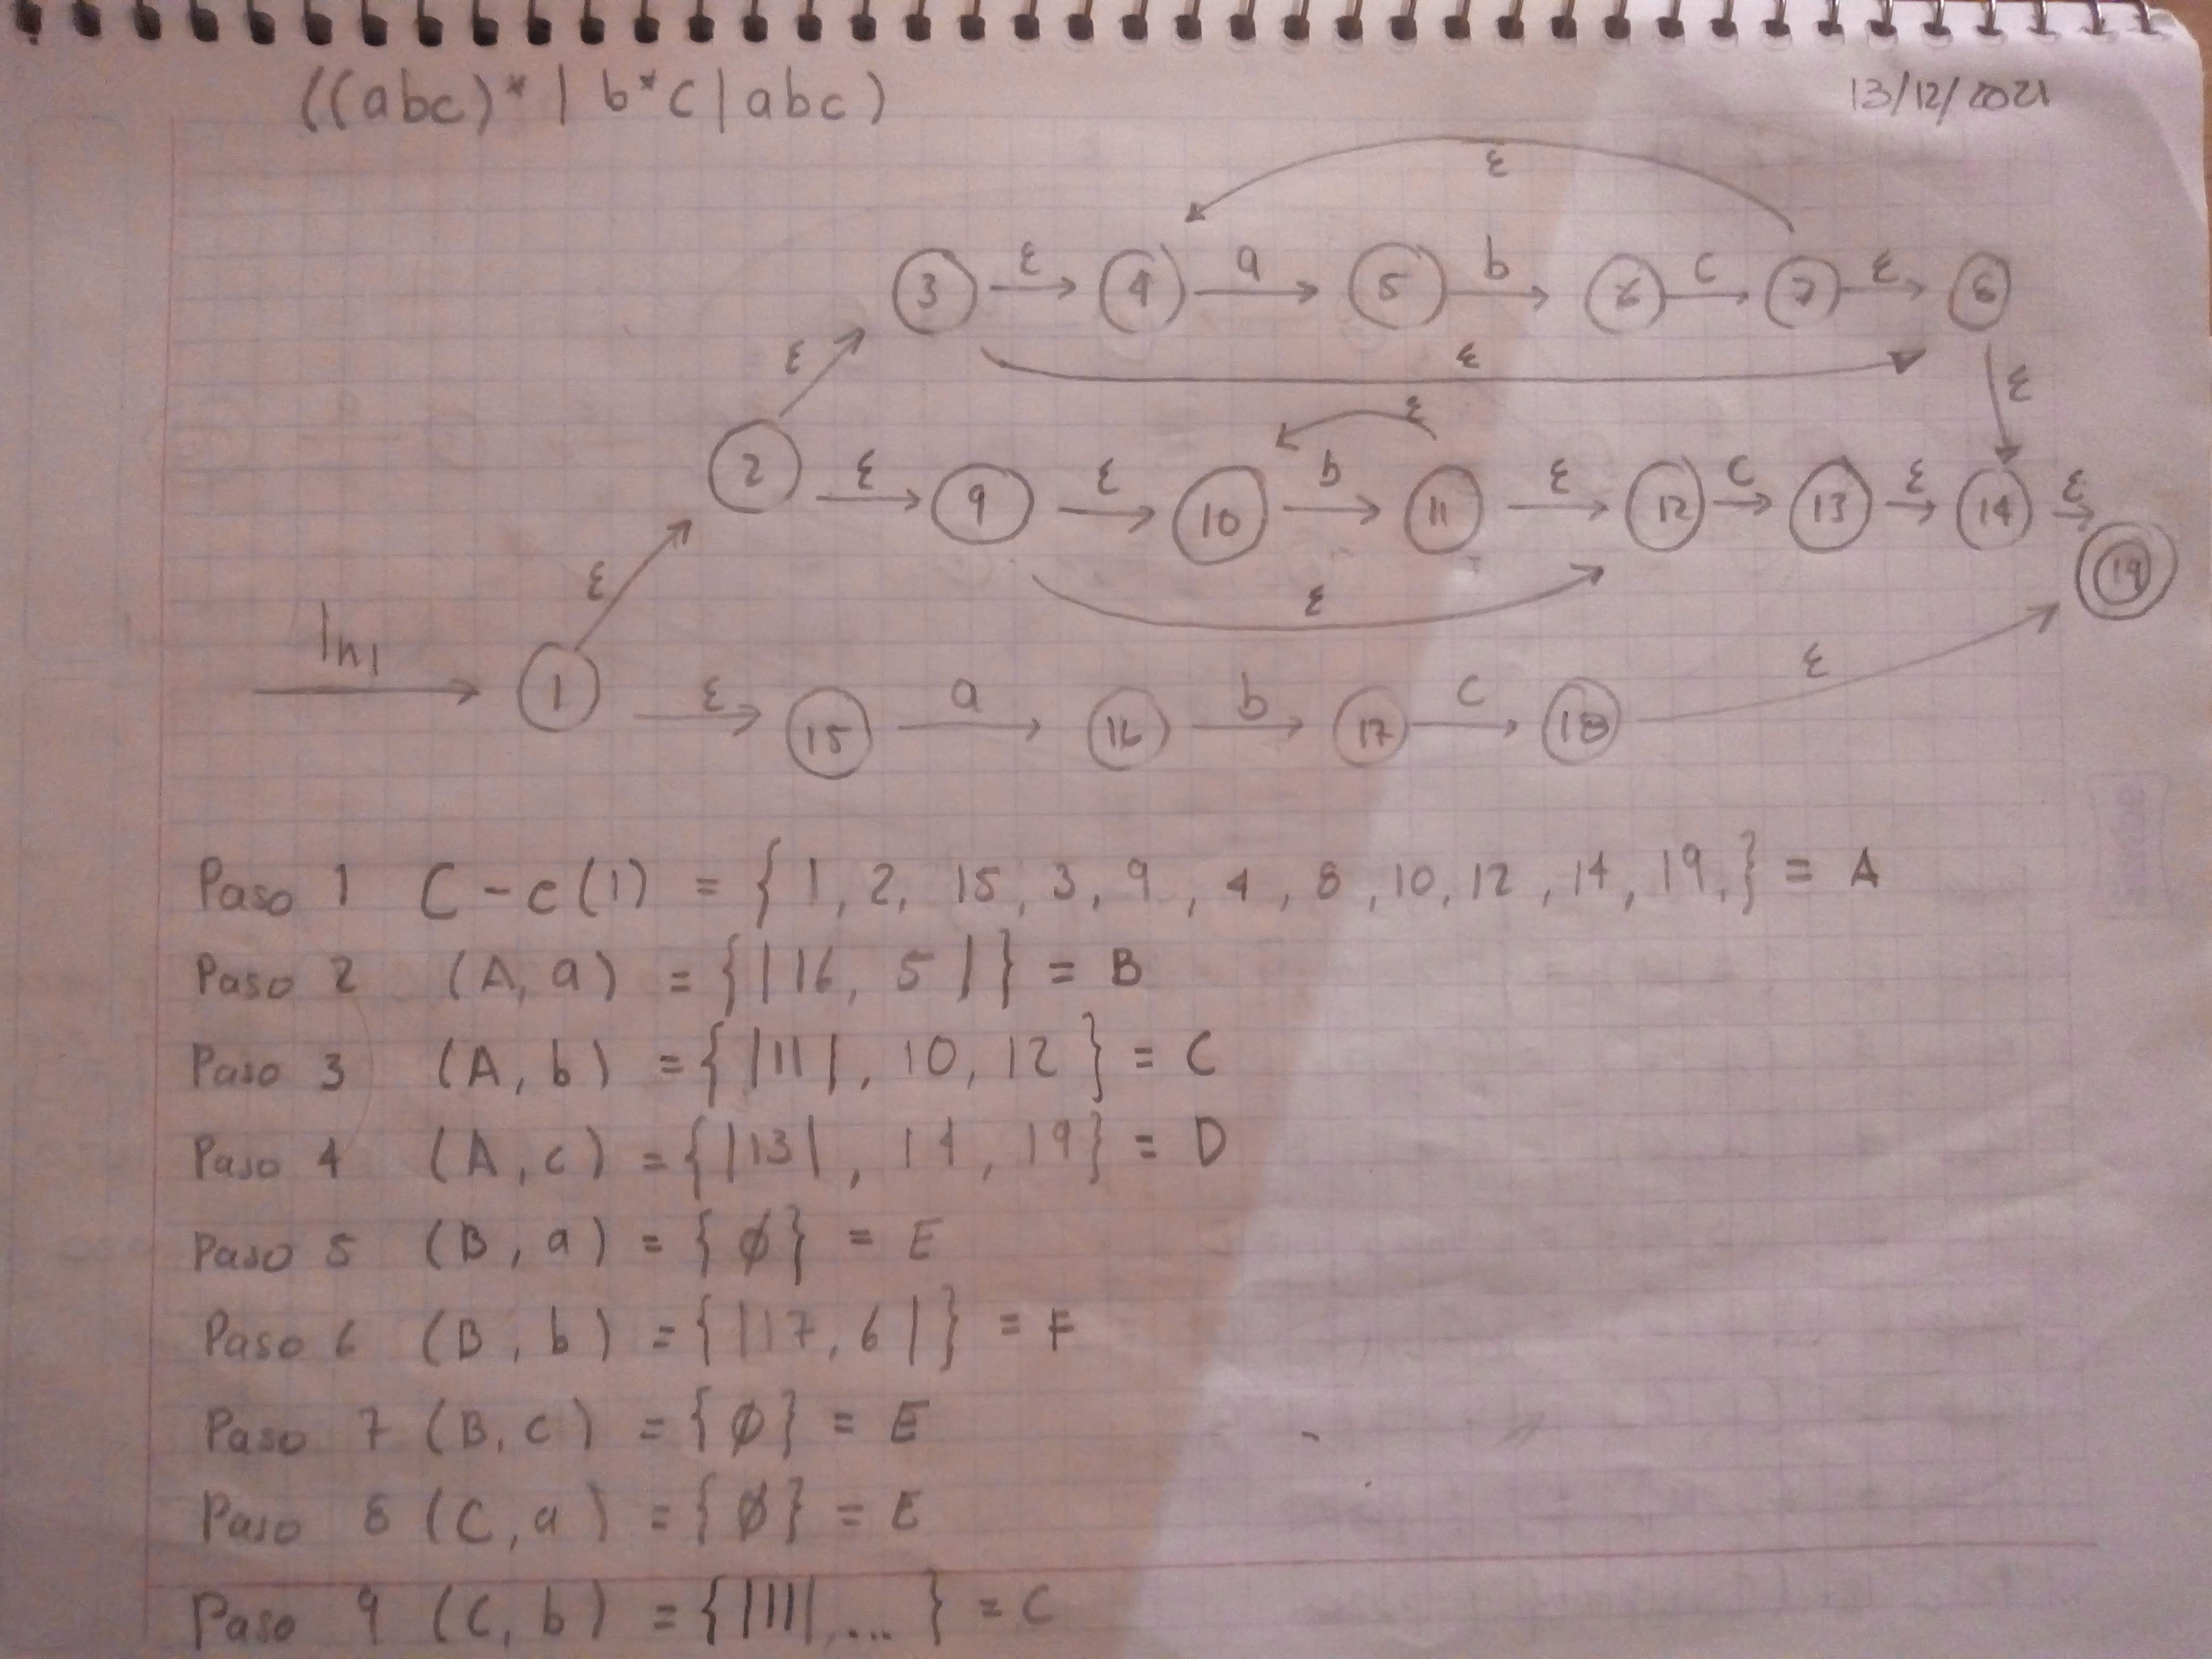 ((abc)* | b*c | abc)
13/12/2021
ε
3 ε 4 a 5 b 6 c 7 ε 8
ε ε ε
ε
2 ε 9 ε 10 b 11 ε 12 c 13 ε 14 ε
19
ε ε
In1
1 ε 15 a 16 b 17 c 18 ε
Paso 1 C-e(1) = { 1, 2, 15, 3, 9, 4, 8, 10, 12, 14, 19, } = A
Paso 2 (A, a) = {|16, 5|} = B
Paso 3 (A, b) = {|11|, 10, 12 } = C
Paso 4 (A, c) = {|13|, 14, 19} = D
Paso 5 (B, a) = {∅} = E
Paso 6 (B, b) = {|17, 6|} = F
Paso 7 (B, c) = {∅} = E
Paso 8 (C, a) = {∅} = E
Paso 9 (C, b) = {|11|, ... } = C